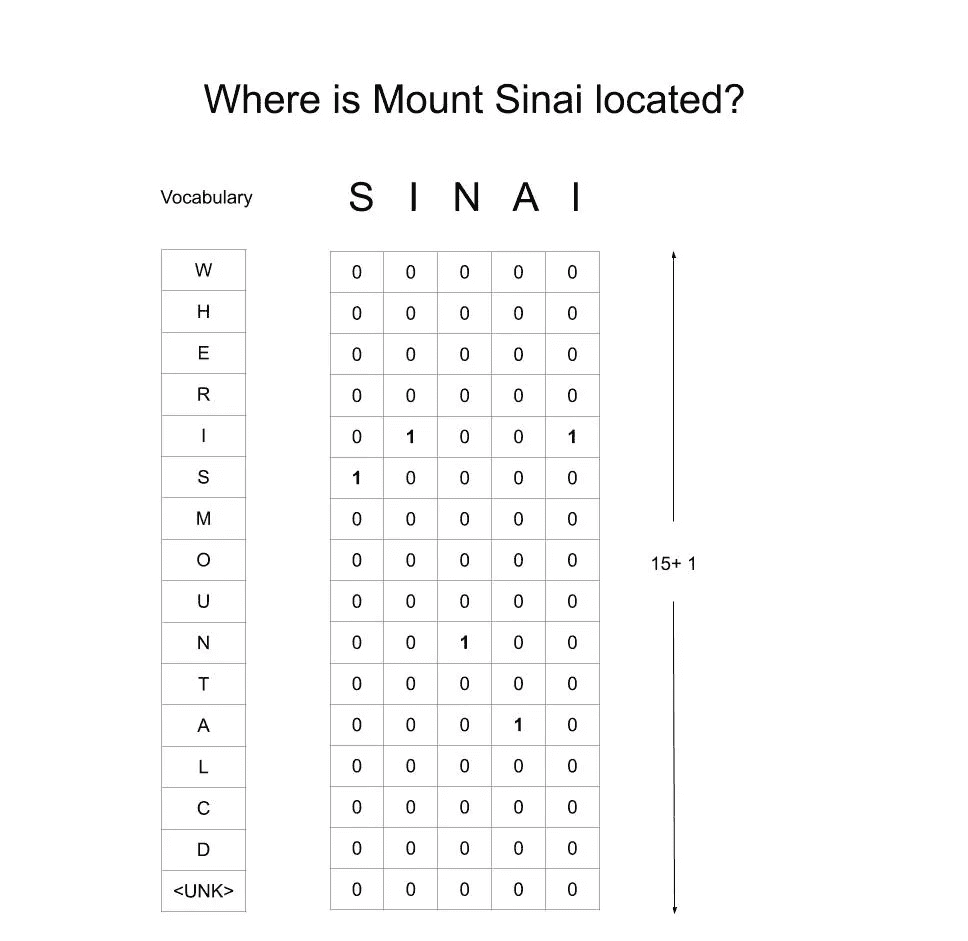 Where is Mount Sinai located?
Vocabulary S I N A I
W 0 0 0 0 0
H 0 0 0 0 0
E 0 0 0 0 0
R 0 0 0 0 0
I 0 1 0 0 1
S 1 0 0 0 0
M 0 0 0 0 0
O 0 0 0 0 0
15+ 1
U 0 0 0 0 0
N 0 0 1 0 0
T 0 0 0 0 0
A 0 0 0 1 0
L 0 0 0 0 0
C 0 0 0 0 0
D 0 0 0 0 0
<UNK> 0 0 0 0 0